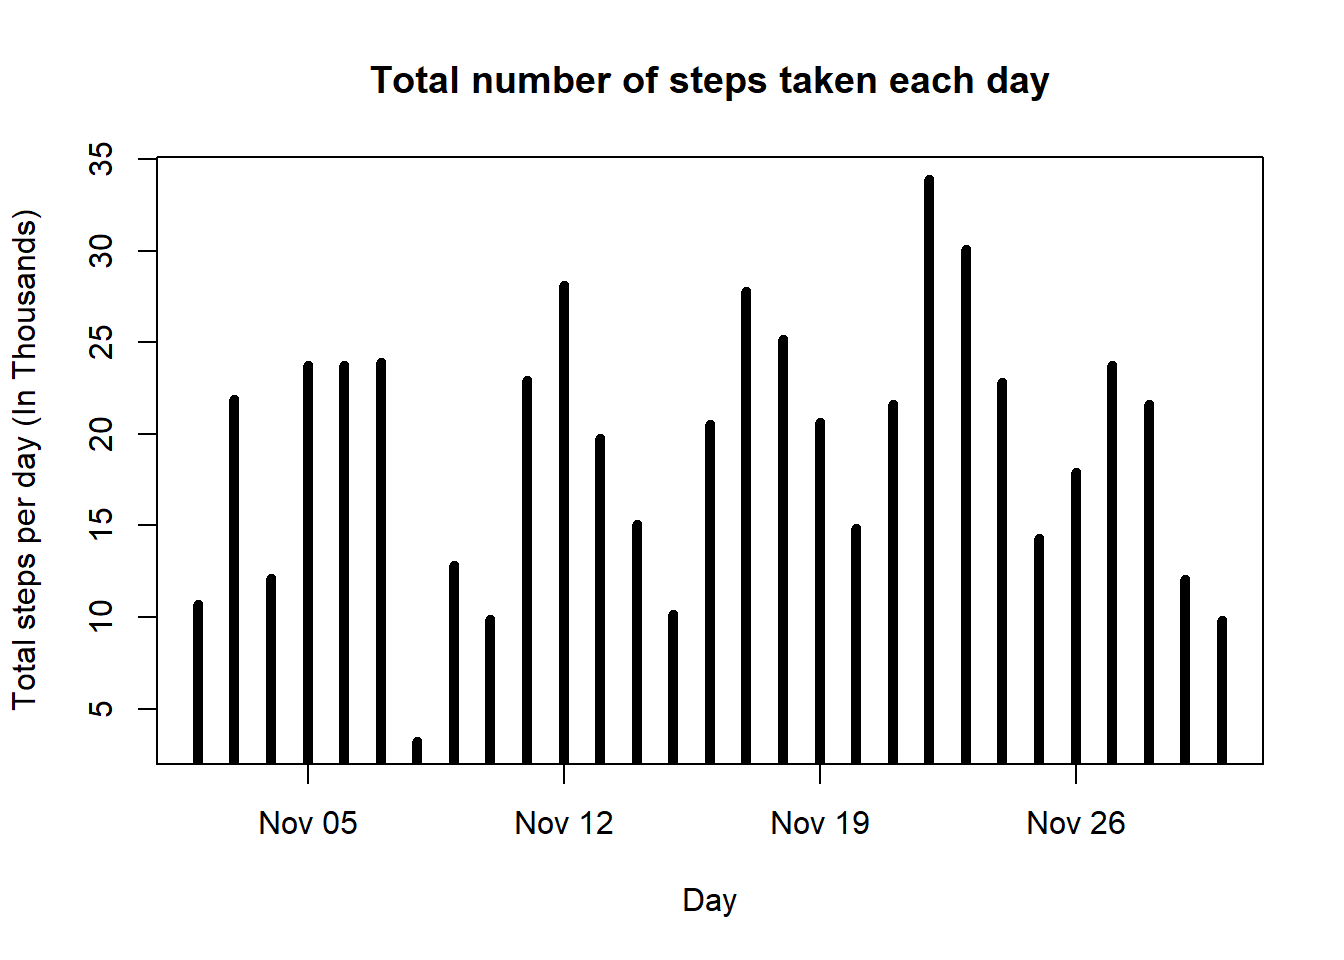 Total number of steps taken each day
Total steps per day (In Thousands)
35
30
25
20
15
10
5
Nov 05 Nov 12 Nov 19 Nov 26
Day